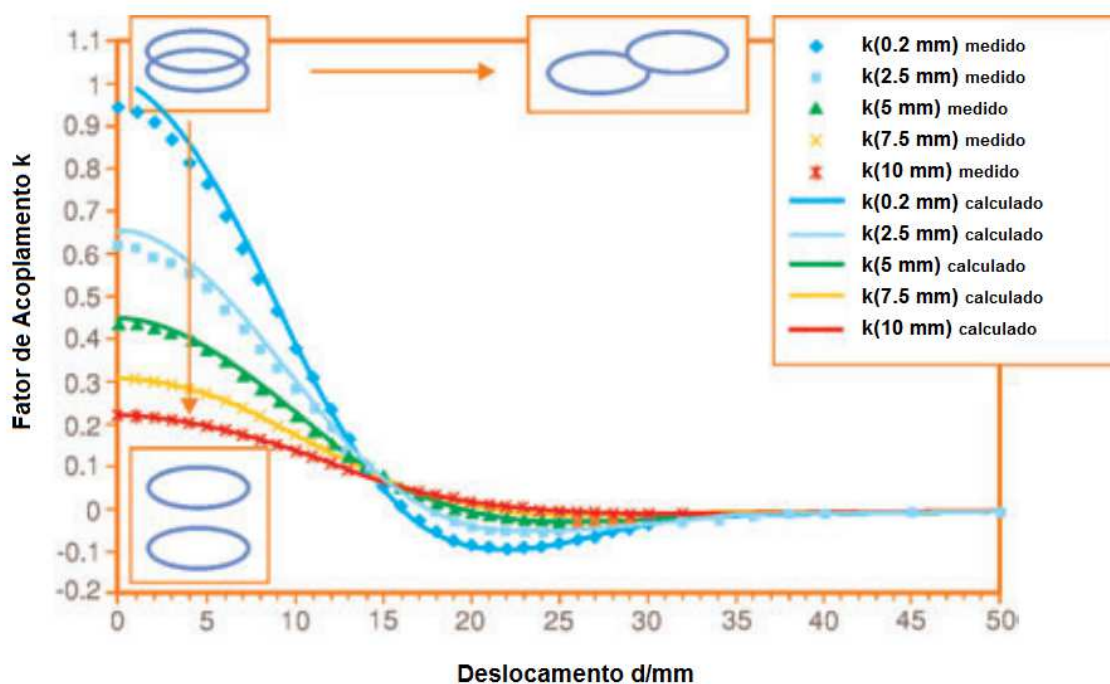 Fator de Acoplamento k
1.1
1
0.9
0.8
0.7
0.6
0.5
0.4
0.3
0.2
0.1
0
-0.1
-0.2
0 5 10 15 20 25 30 35 40 45 50
Deslocamento d/mm
k(0.2 mm) medido
k(2.5 mm) medido
k(5 mm) medido
k(7.5 mm) medido
k(10 mm) medido
k(0.2 mm) calculado
k(2.5 mm) calculado
k(5 mm) calculado
k(7.5 mm) calculado
k(10 mm) calculado